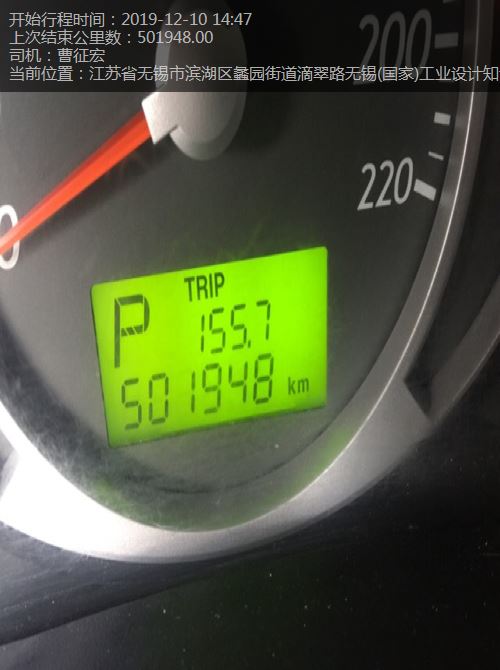 开始行程时间：2019-12-10 14:47
上次结束公里数：501948.00
司机：曹征宏
当前位置：江苏省无锡市滨湖区蠡园街道滴翠路无锡(国家)工业设计知
200
220
0
TRIP
P
155.7
501948 km